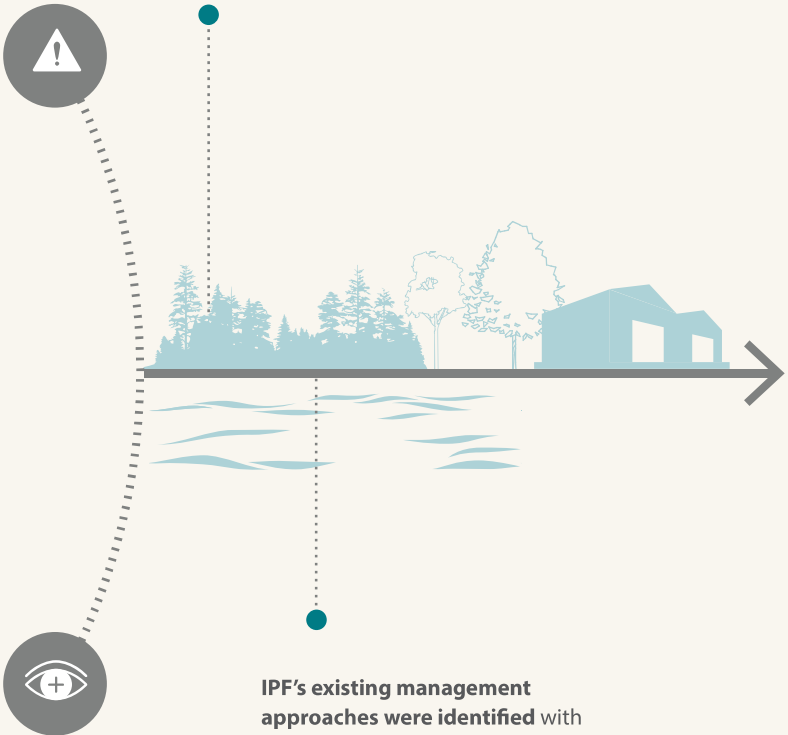 IPF’s existing management
approaches were identified with